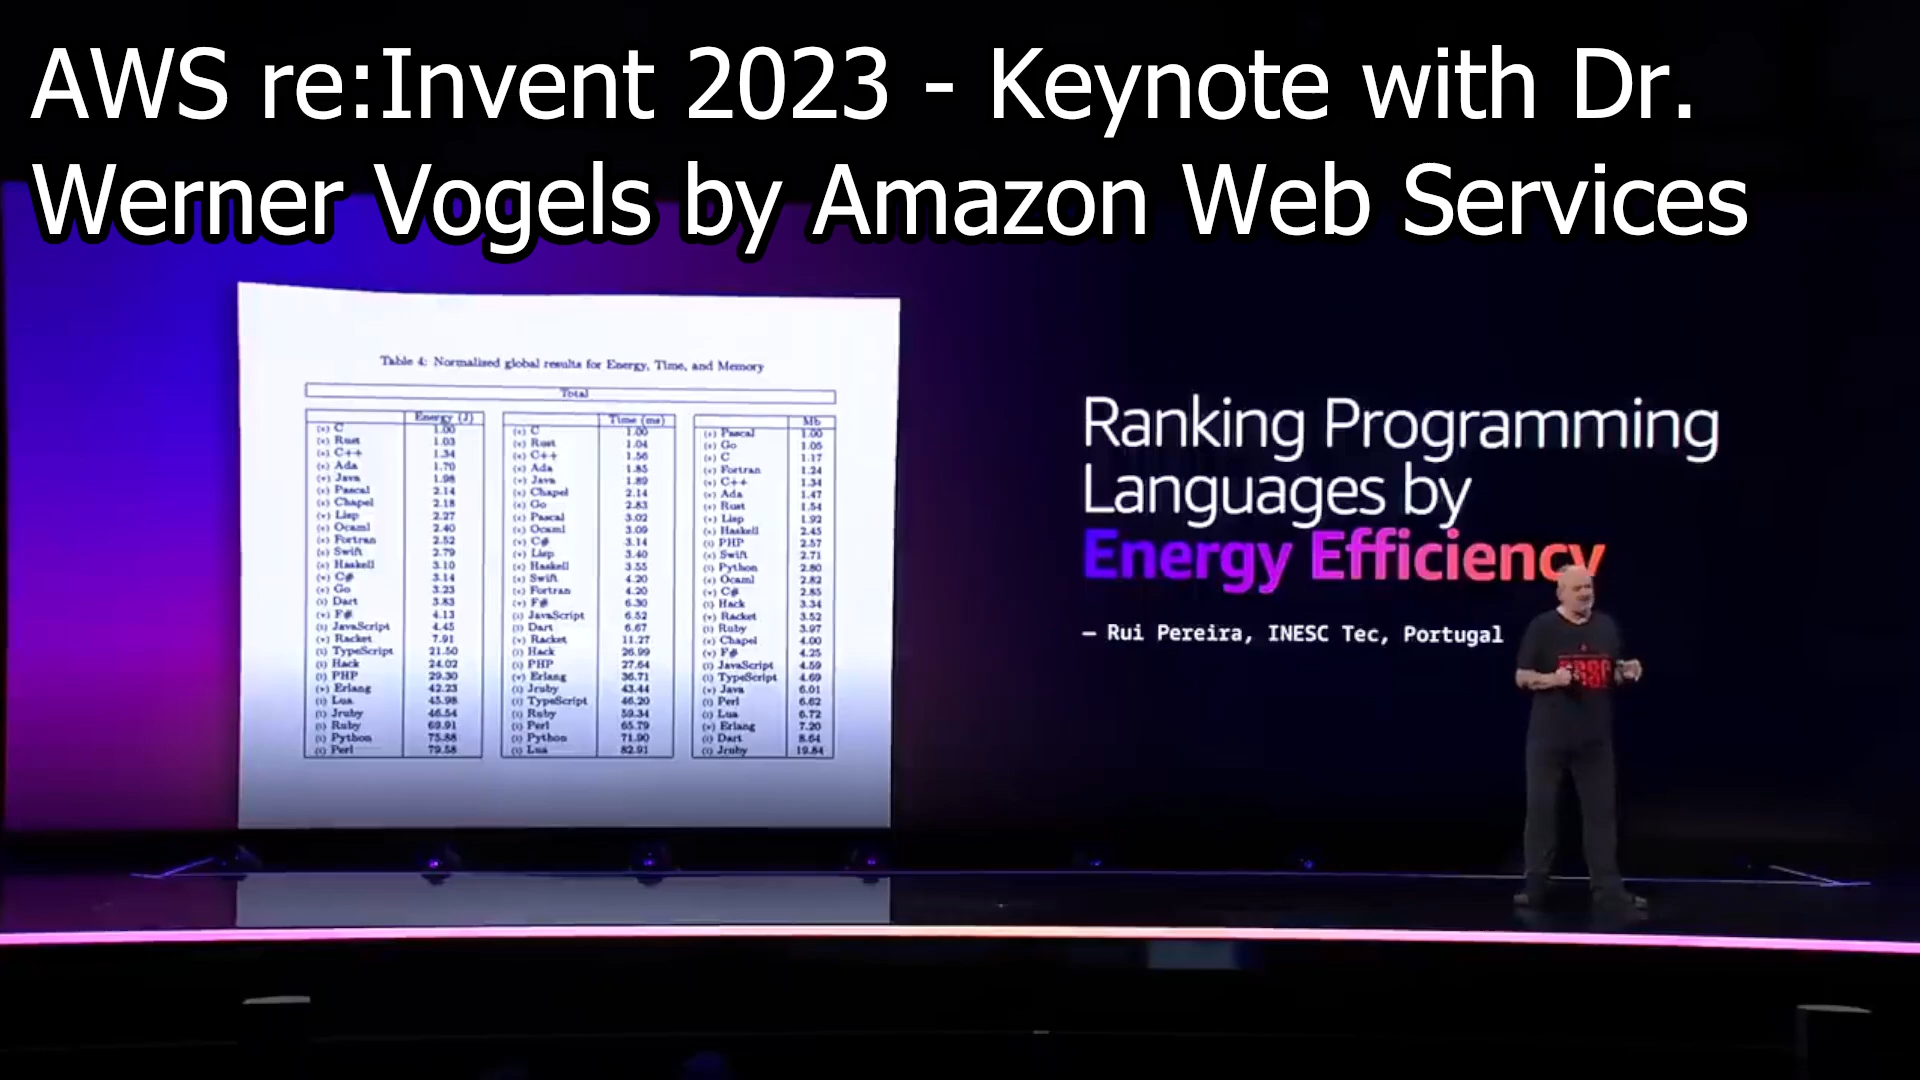 AWS re:Invent 2023 - Keynote with Dr.
Werner Vogels by Amazon Web Services
Table 4: Normalised global results for Energy, Time, and Memory
Total
Energy (J)
(c) C 1.00
(c) Rust 1.03
(c) C++ 1.34
(c) Ada 1.70
(v) Java 1.98
(c) Pascal 2.14
(c) Chapel 2.18
(v) Lisp 2.27
(c) Ocaml 2.40
(c) Fortran 2.52
(c) Swift 2.79
(c) Haskell 3.10
(v) C# 3.14
(c) Go 3.23
(i) Dart 3.83
(v) F# 4.13
(i) JavaScript 4.45
(v) Racket 7.91
(i) TypeScript 21.50
(i) Hack 24.02
(i) PHP 29.30
(v) Erlang 42.23
(i) Lua 45.98
(i) Jruby 46.54
(i) Ruby 69.91
(i) Python 75.88
(i) Perl 79.58
Time (ms)
(c) C 1.00
(c) Rust 1.04
(c) C++ 1.56
(c) Ada 1.85
(v) Java 1.89
(c) Chapel 2.14
(c) Go 2.83
(c) Pascal 3.02
(c) Ocaml 3.09
(v) C# 3.14
(v) Lisp 3.40
(c) Haskell 3.55
(c) Swift 4.20
(c) Fortran 4.20
(v) F# 6.30
(i) JavaScript 6.52
(i) Dart 6.67
(v) Racket 11.27
(i) Hack 26.99
(i) PHP 27.64
(v) Erlang 36.71
(i) Jruby 43.44
(i) TypeScript 46.20
(i) Ruby 59.34
(i) Perl 65.79
(i) Python 71.90
(i) Lua 82.91
Mb
(c) Pascal 1.00
(c) Go 1.05
(c) C 1.17
(c) Fortran 1.24
(c) C++ 1.34
(c) Ada 1.47
(c) Rust 1.54
(v) Lisp 1.92
(c) Haskell 2.45
(i) PHP 2.57
(c) Swift 2.71
(i) Python 2.80
(c) Ocaml 2.82
(v) C# 2.85
(i) Hack 3.34
(v) Racket 3.52
(i) Ruby 3.97
(c) Chapel 4.00
(v) F# 4.25
(i) JavaScript 4.59
(i) TypeScript 4.69
(v) Java 6.01
(i) Perl 6.62
(i) Lua 6.72
(v) Erlang 7.20
(i) Dart 8.64
(i) Jruby 19.84
Ranking Programming
Languages by
Energy Efficiency
– Rui Pereira, INESC Tec, Portugal